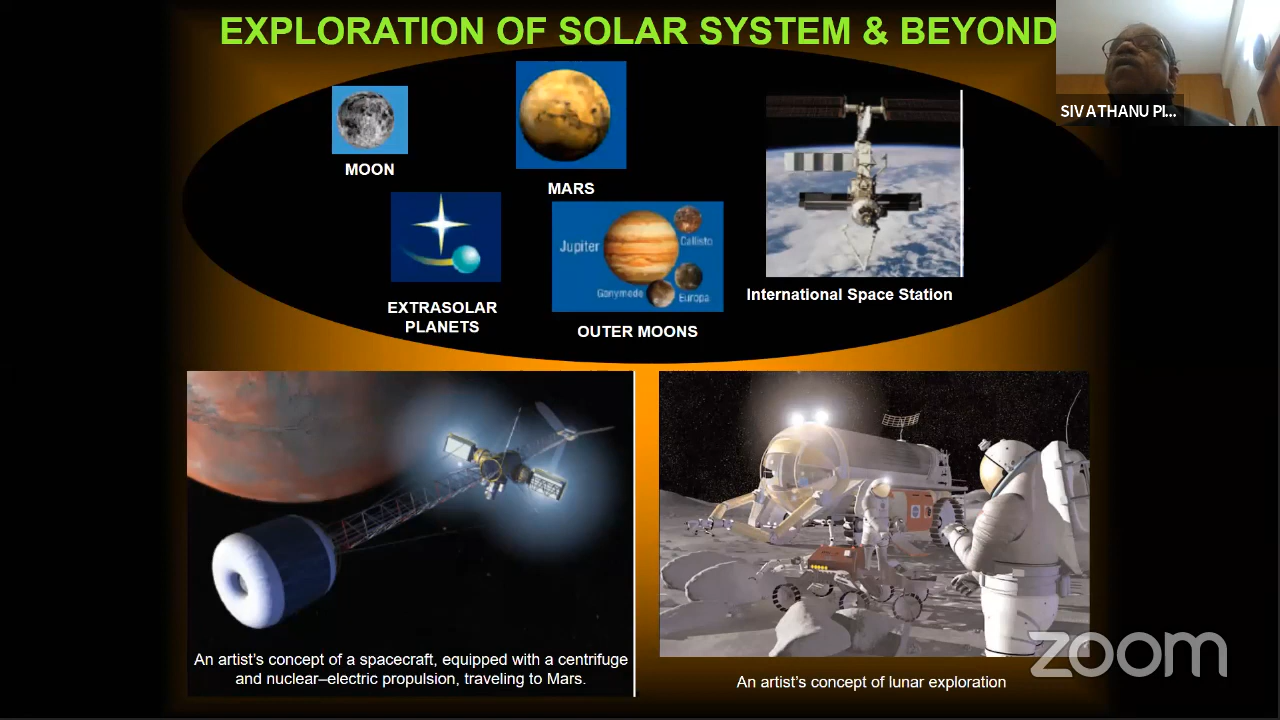 EXPLORATION OF SOLAR SYSTEM & BEYOND
SIVATHANU PI...
MOON
MARS
Jupiter
Callisto
Ganymede
Europa
EXTRASOLAR
PLANETS
OUTER MOONS
International Space Station
An artist's concept of a spacecraft, equipped with a centrifuge
and nuclear–electric propulsion, traveling to Mars.
An artist's concept of lunar exploration
zoom